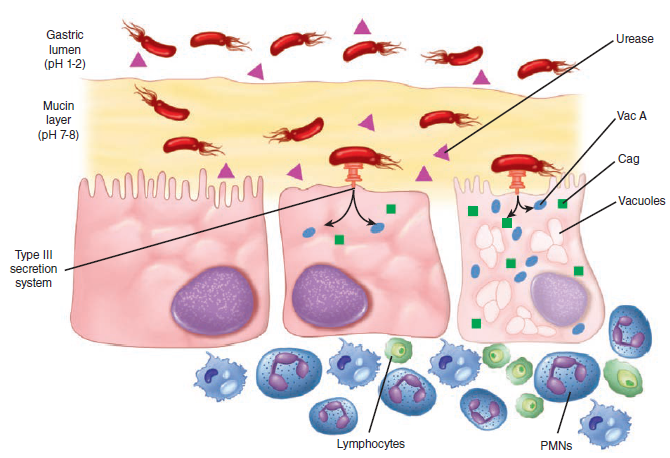 Gastric
lumen
(pH 1-2)
Urease
Mucin
layer
(pH 7-8)
Vac A
Cag
Vacuoles
Type III
secretion
system
Lymphocytes
PMNs